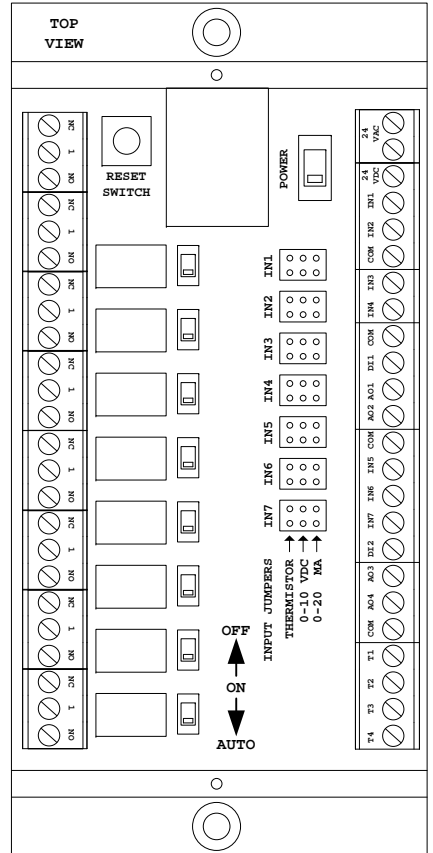 TOP
VIEW
NC
1
NO
NC
1
NO
NC
1
NO
NC
1
NO
NC
1
NO
NC
1
NO
NC
1
NO
NC
1
NO
RESET
SWITCH
POWER
IN1
IN2
IN3
IN4
IN5
IN6
IN7
INPUT JUMPERS
THERMISTOR
0-10 VDC
0-20 MA
OFF
ON
AUTO
24
VAC
24
VDC
IN1
IN2
COM
IN3
IN4
COM
DI1
AO1
AO2
COM
IN5
IN6
IN7
DI2
AO3
AO4
COM
T1
T2
T3
T4